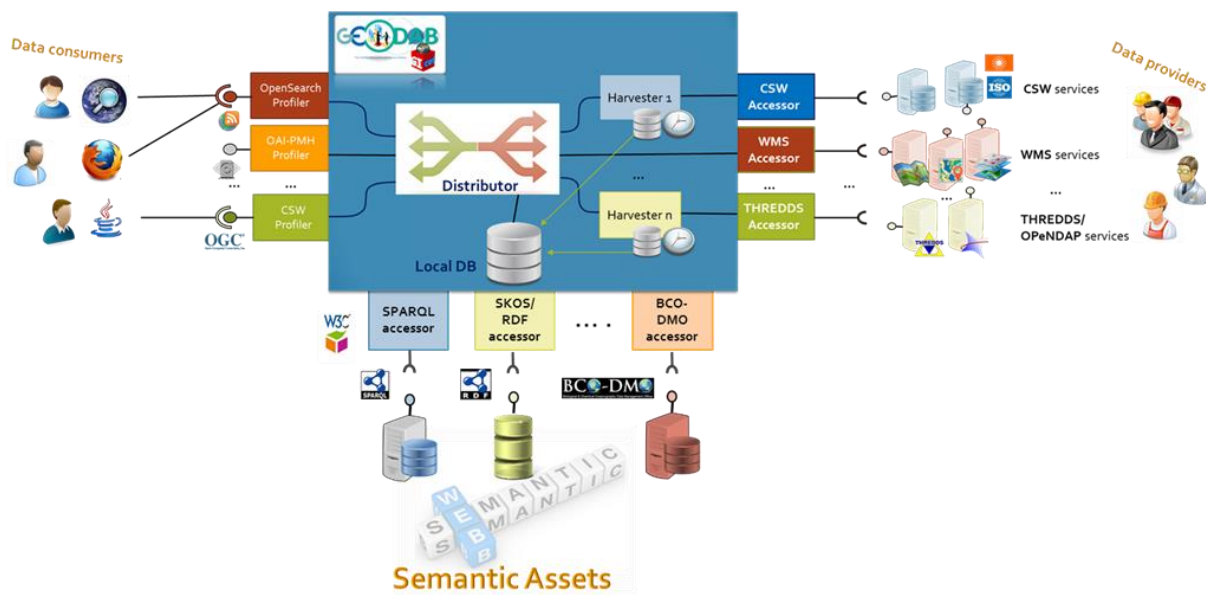 Data consumers
GEODAB
Data providers
OpenSearch
Profiler
OAI-PMH
Profiler
...
...
CSW
Profiler
OGC
Distributor
Local DB
Harvester 1
...
Harvester n
CSW
Accessor
WMS
Accessor
...
THREDDS
Accessor
...
ISO
CSW services
WMS services
...
...
THREDDS
THREDDS/
OPeNDAP services
W3C
SPARQL
accessor
SKOS/
RDF
accessor
... .
BCO-
DMO
accessor
SPARQL
RDF
BCO-DMO
SEMANTIC
WEB
Semantic Assets